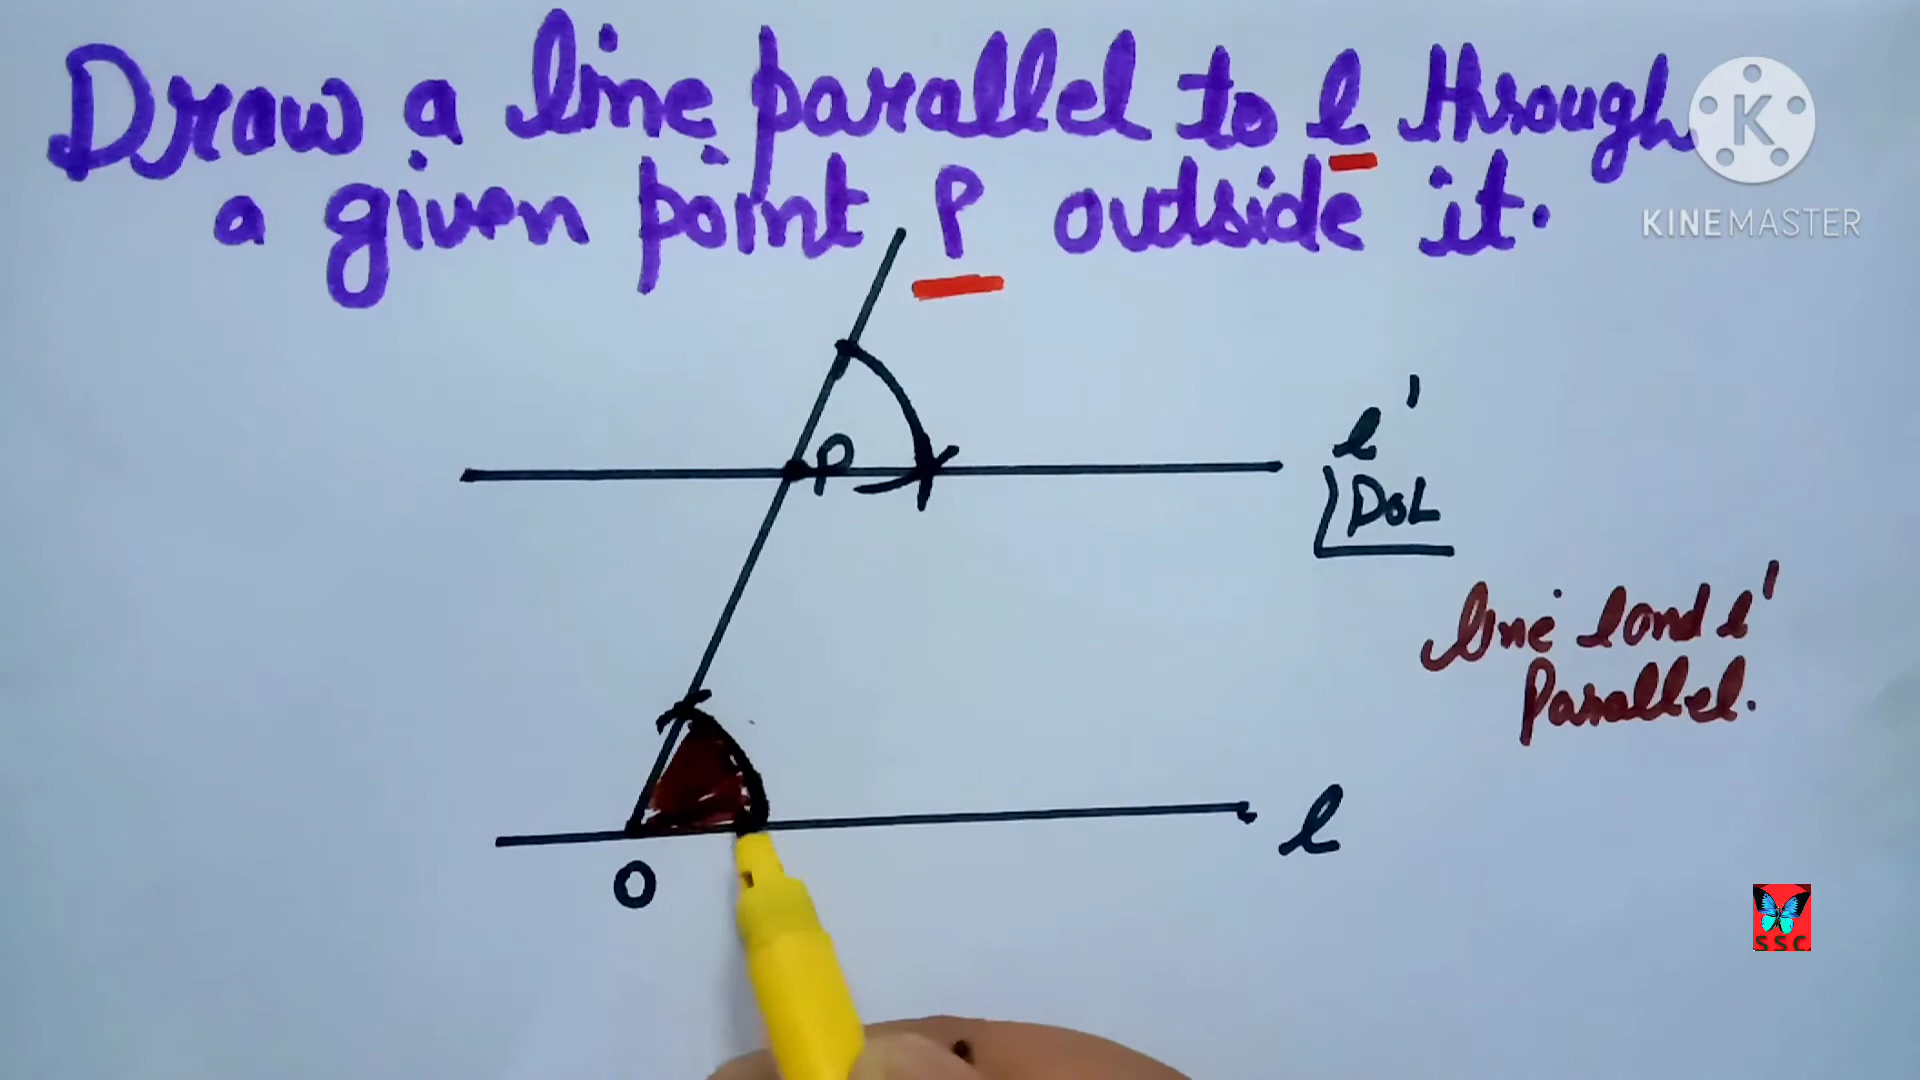 Draw a line parallel to l through
a given point P outside it.
KINEMASTER
l'
P
DOL
line l and l'
Parallel.
l
O
SSC